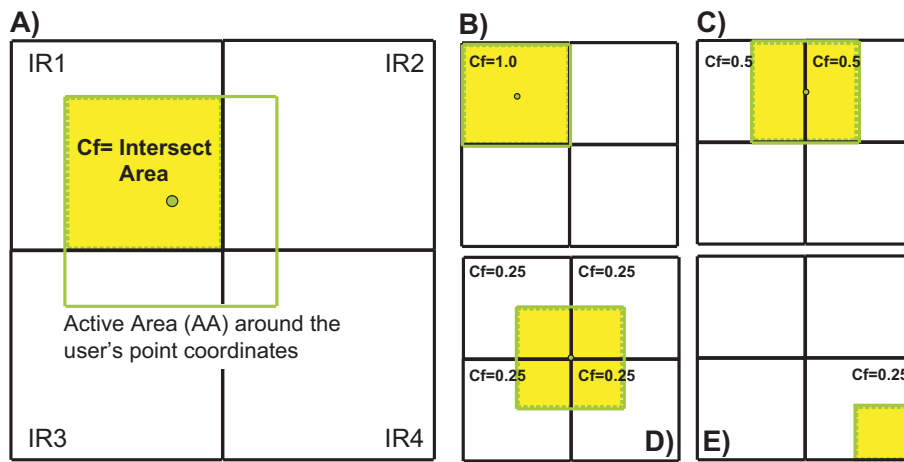 A)
IR1
IR2
Cf= Intersect
Area
Active Area (AA) around the
user's point coordinates
IR3
IR4
B)
Cf=1.0
C)
Cf=0.5
Cf=0.5
Cf=0.25
Cf=0.25
Cf=0.25
Cf=0.25
D)
Cf=0.25
E)